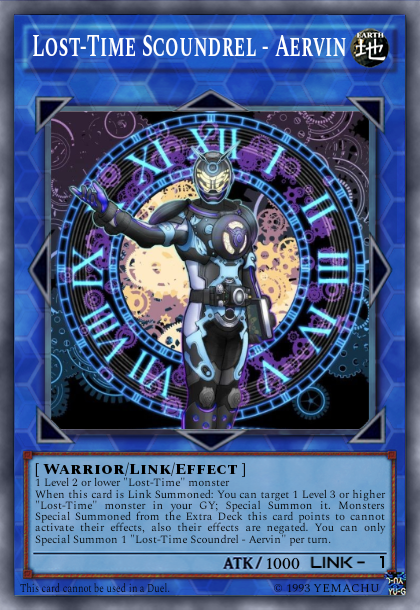 LOST-TIME SCOUNDREL - AERVIN
EARTH
地
XII
I
II
III
IV
V
VII
VIII
IX
XI
[ WARRIOR/LINK/EFFECT ]
1 Level 2 or lower "Lost-Time" monster
When this card is Link Summoned: You can target 1 Level 3 or higher
"Lost-Time" monster in your GY; Special Summon it. Monsters
Special Summoned from the Extra Deck this card points to cannot
activate their effects, also their effects are negated. You can only
Special Summon 1 "Lost-Time Scoundrel - Aervin" per turn.
ATK/ 1000 LINK - 1
This card cannot be used in a Duel. © 1993 YEMACHU